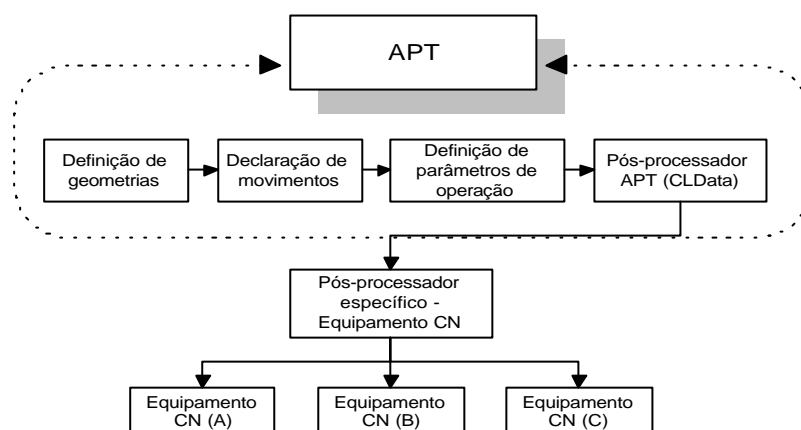 APT
Definição de
geometrias
Declaração de
movimentos
Definição de
parâmetros de
operação
Pós-processador
APT (CLData)
Pós-processador
específico -
Equipamento CN
Equipamento
CN (A)
Equipamento
CN (B)
Equipamento
CN (C)